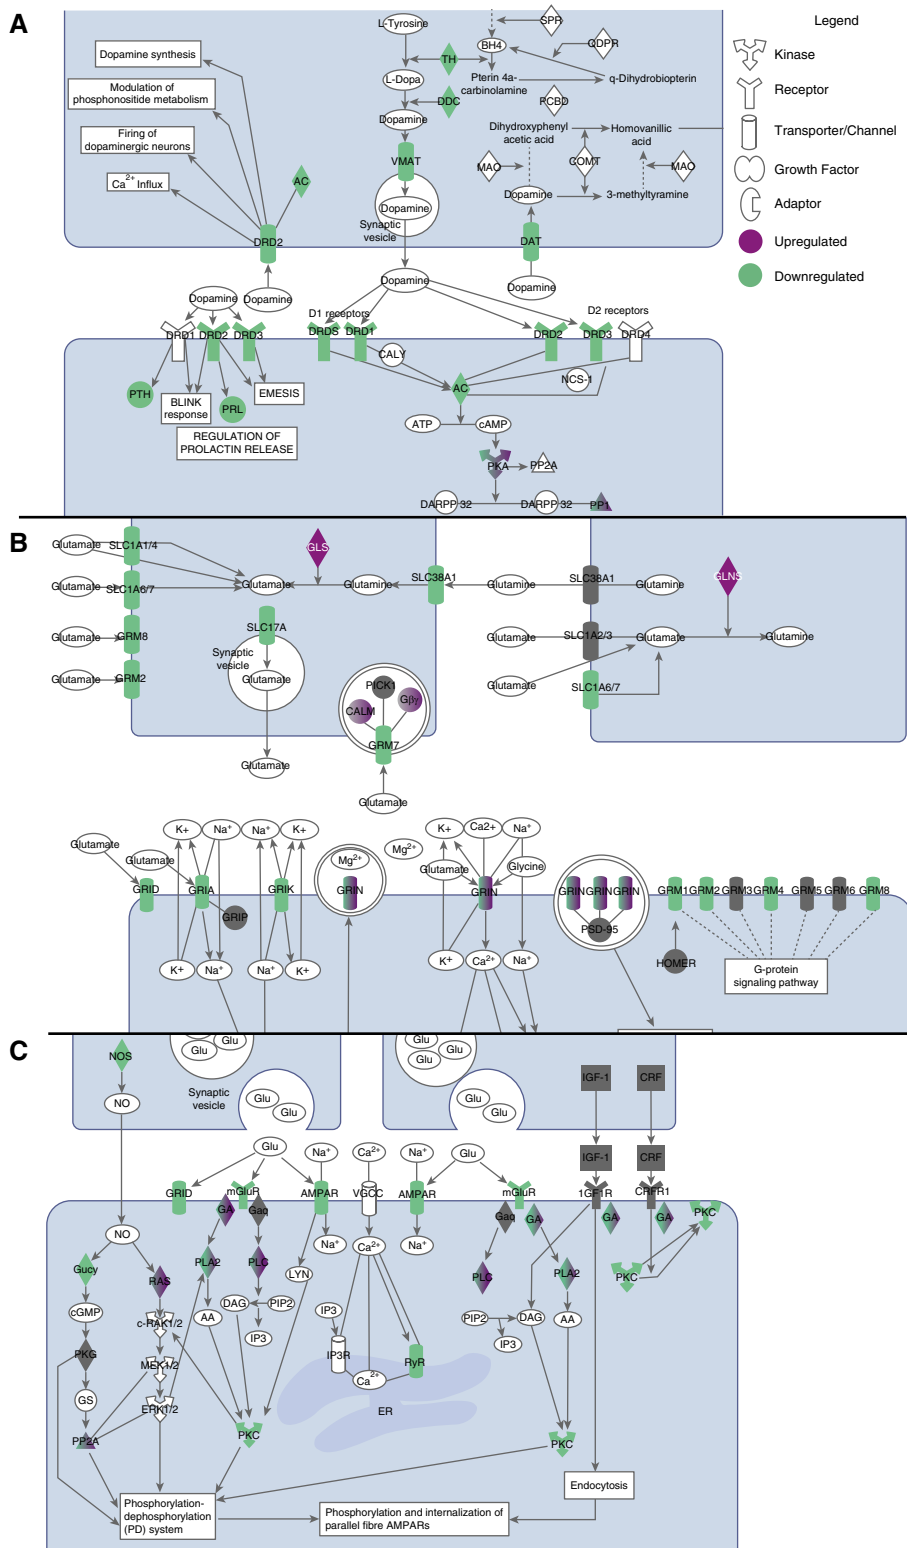 A
L-Tyrosine
SPR
Legend
Dopamine synthesis
BH4
CDPR
Kinase
TH
Modulation of
phosphonositide metabolism
L-Dopa
Pterin 4a-
carbinolamine
q-Dihydrobiopterin
Receptor
DDC
PCBD
Dopamine
Transporter/Channel
Firing of
dopaminergic neurons
Dihydroxyphenyl
acetic acid
Homovanillic
acid
VMAT
MAO
COMT
MAO
Growth Factor
Ca2+ Influx
AC
Dopamine
Dopamine
3-methyltyramine
Adaptor
Synaptic
vesicle
DRD2
DAT
Upregulated
Downregulated
Dopamine
Dopamine
Dopamine
Dopamine
D1 receptors
D2 receptors
DRD1
DRD2
DRD3
DRD5
DRD1
DRD2
DRD3
DRD4
CALY
NCS-1
PTH
BLINK
response
PRL
EMESIS
AC
REGULATION OF
PROLACTIN RELEASE
ATP
cAMP
PKA
PP2A
DARPP 32
DARPP 32
PP1
B
Glutamate
SLC1A1/4
GLS
Glutamate
SLC1A6/7
Glutamate
Glutamine
SLC38A1
Glutamine
SLC38A1
Glutamine
GLNS
Glutamate
GRM8
SLC17A
Glutamate
SLC1A2/3
Glutamate
Glutamine
Synaptic
vesicle
Glutamate
GRM2
Glutamate
PICK1
Glutamate
SLC1A6/7
CALM
Gβγ
GRM7
Glutamate
Glutamate
K+
Na+
Na+
K+
K+
Ca2+
Na+
Glutamate
Glutamate
Mg2+
Mg2+
Glutamate
Glycine
GRID
GRIA
GRIK
GRIN
GRIN
GRIN
GRIN
GRIN
GRM1
GRM2
GRM3
GRM4
GRM5
GRM6
GRM8
GRIP
PSD-95
K+
Na+
Na+
K+
K+
Ca2+
Na+
HOMER
G-protein
signaling pathway
C
NOS
Glu
Glu
Glu
Glu
Glu
IGF-1
CRF
Synaptic
vesicle
NO
Glu
Glu
Glu
Glu
Glu
Na+
Ca2+
Na+
Glu
IGF-1
CRF
GRID
mGluR
AMPAR
VGCC
AMPAR
mGluR
1GF1R
CRFR1
GA
Gaq
Gaq
GA
GA
GA
PKC
NO
Na+
Ca2+
Na+
Gucy
RAS
PLA2
PLC
LYN
PLC
PLA2
PKC
cGMP
c-RAK1/2
AA
DAG
PIP2
IP3
IP3
PIP2
DAG
AA
IP3
PKG
MEK1/2
IP3R
RyR
Ca2+
GS
ERK1/2
ER
PP2A
PKC
PKC
Endocytosis
Phosphorylation-
dephosphorylation
(PD) system
Phosphorylation and internalization of
parallel fibre AMPARs